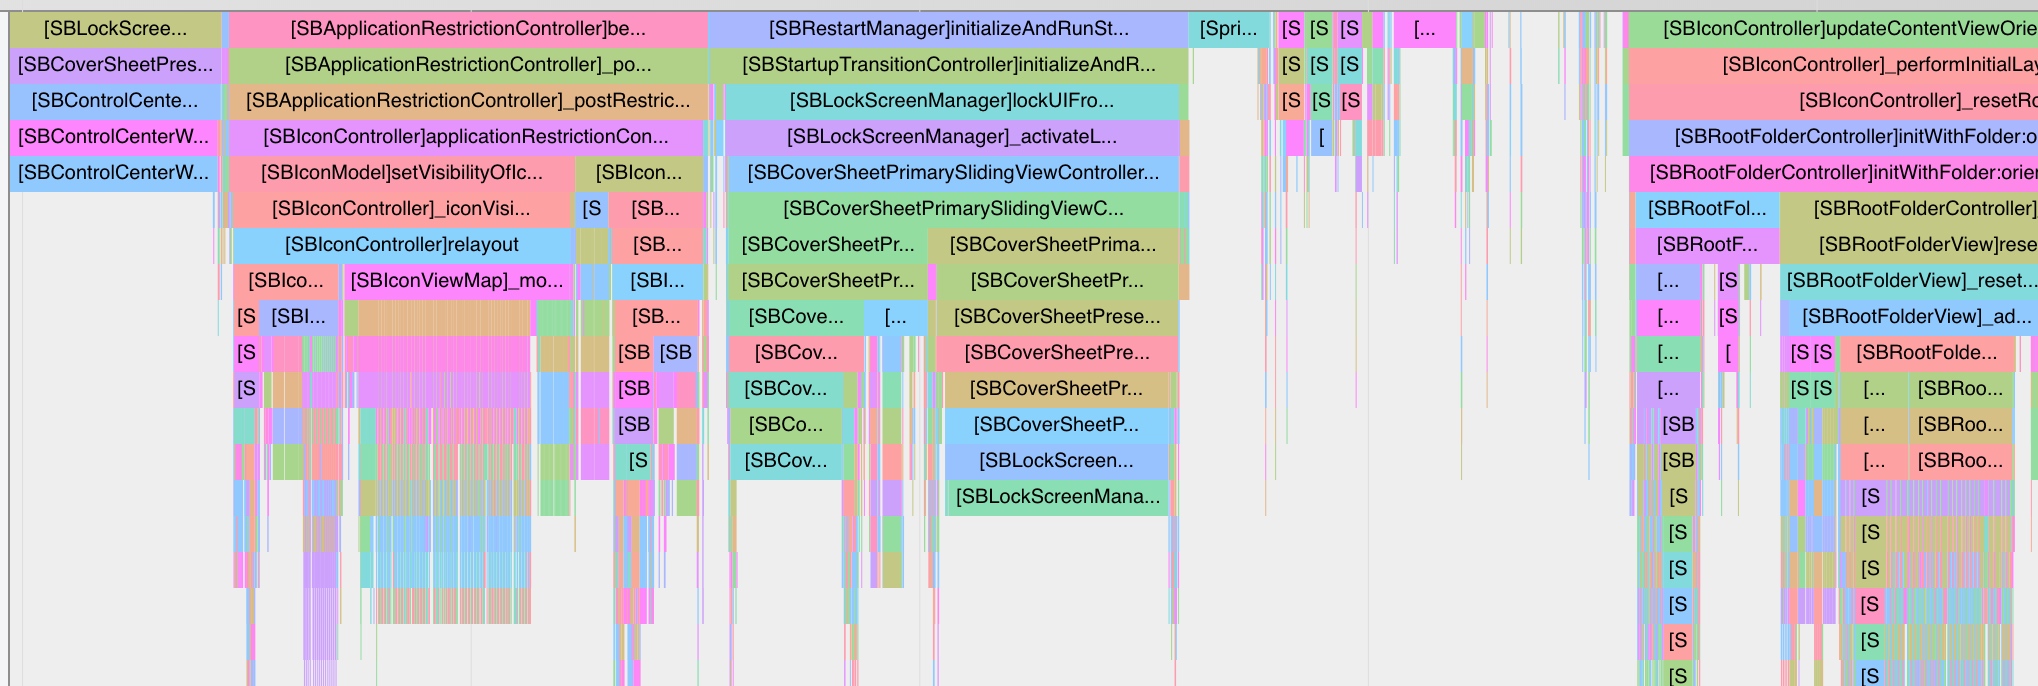 [SBLockScree... [SBApplicationRestrictionController]be... [SBRestartManager]initializeAndRunSt... [Spri... [S [S [S [... [SBIconController]updateContentViewOrie
[SBCoverSheetPres... [SBApplicationRestrictionController]_po... [SBStartupTransitionController]initializeAndR... [S [S [S [SBIconController]_performInitialLay
[SBControlCente... [SBApplicationRestrictionController]_postRestric... [SBLockScreenManager]lockUIFro... [S [S [S [SBIconController]_resetRo
[SBControlCenterW... [SBIconController]applicationRestrictionCon... [SBLockScreenManager]_activateL... [ [SBRootFolderController]initWithFolder:o
[SBControlCenterW... [SBIconModel]setVisibilityOfIc... [SBIcon... [SBCoverSheetPrimarySlidingViewController... [SBRootFolderController]initWithFolder:orien
[SBIconController]_iconVisi... [S [SB... [SBCoverSheetPrimarySlidingViewC... [SBRootFol... [SBRootFolderController]
[SBIconController]relayout [SB... [SBCoverSheetPr... [SBCoverSheetPrima... [SBRootF... [SBRootFolderView]rese
[SBIco... [SBIconViewMap]_mo... [SBI... [SBCoverSheetPr... [SBCoverSheetPr... [... [S [SBRootFolderView]_reset...
[S [SBI... [SB... [SBCove... [... [SBCoverSheetPrese... [... [S [SBRootFolderView]_ad...
[S [SB [SB [SBCov... [SBCoverSheetPre... [... [ [S [S [SBRootFolde...
[S [SB [SBCov... [SBCoverSheetPr... [... [S [S [... [SBRoo...
[SB [SBCo... [SBCoverSheetP... [SB [... [SBRoo...
[S [SBCov... [SBLockScreen... [SB [... [SBRoo...
[SBLockScreenMana... [S [S
[S [S
[S [S
[S [S
[S [S
[S [S